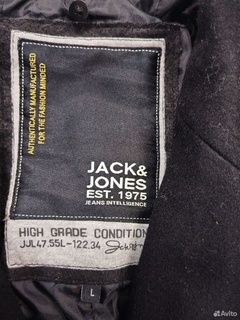 AUTHENTICALLY MANUFACTURED
FOR THE FASHION MINDED
JACK&
JONES
EST. 1975
JEANS INTELLIGENCE
HIGH GRADE CONDITION
JJL47.55L-122.34
L
Avito